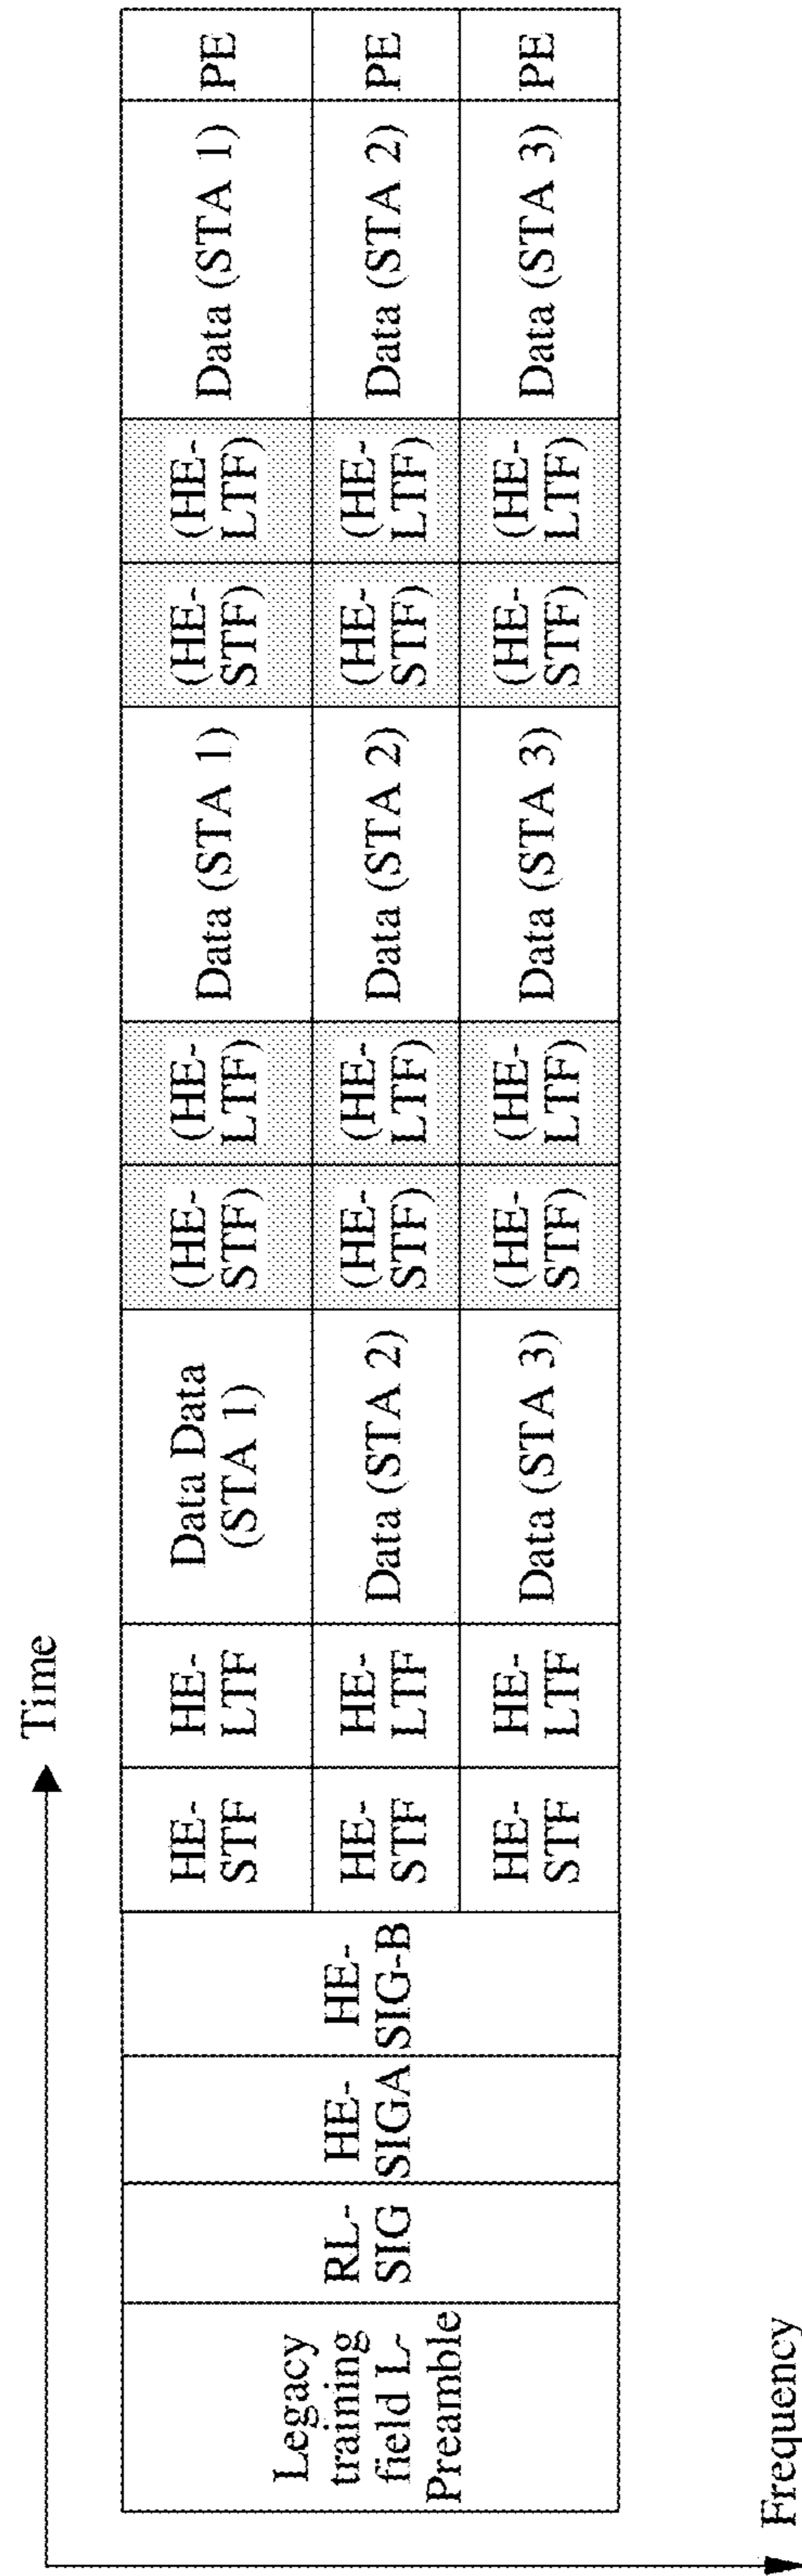 Time
Frequency
Legacy
training
field L-
Preamble
RL-
SIG
HE-
SIGA
HE-
SIG-B
HE-
STF
HE-
LTF
Data Data
(STA 1)
(HE-
STF)
(HE-
LTF)
Data (STA 1)
(HE-
STF)
(HE-
LTF)
Data (STA 1)
PE
HE-
STF
HE-
LTF
Data (STA 2)
(HE-
STF)
(HE-
LTF)
Data (STA 2)
(HE-
STF)
(HE-
LTF)
Data (STA 2)
PE
HE-
STF
HE-
LTF
Data (STA 3)
(HE-
STF)
(HE-
LTF)
Data (STA 3)
(HE-
STF)
(HE-
LTF)
Data (STA 3)
PE